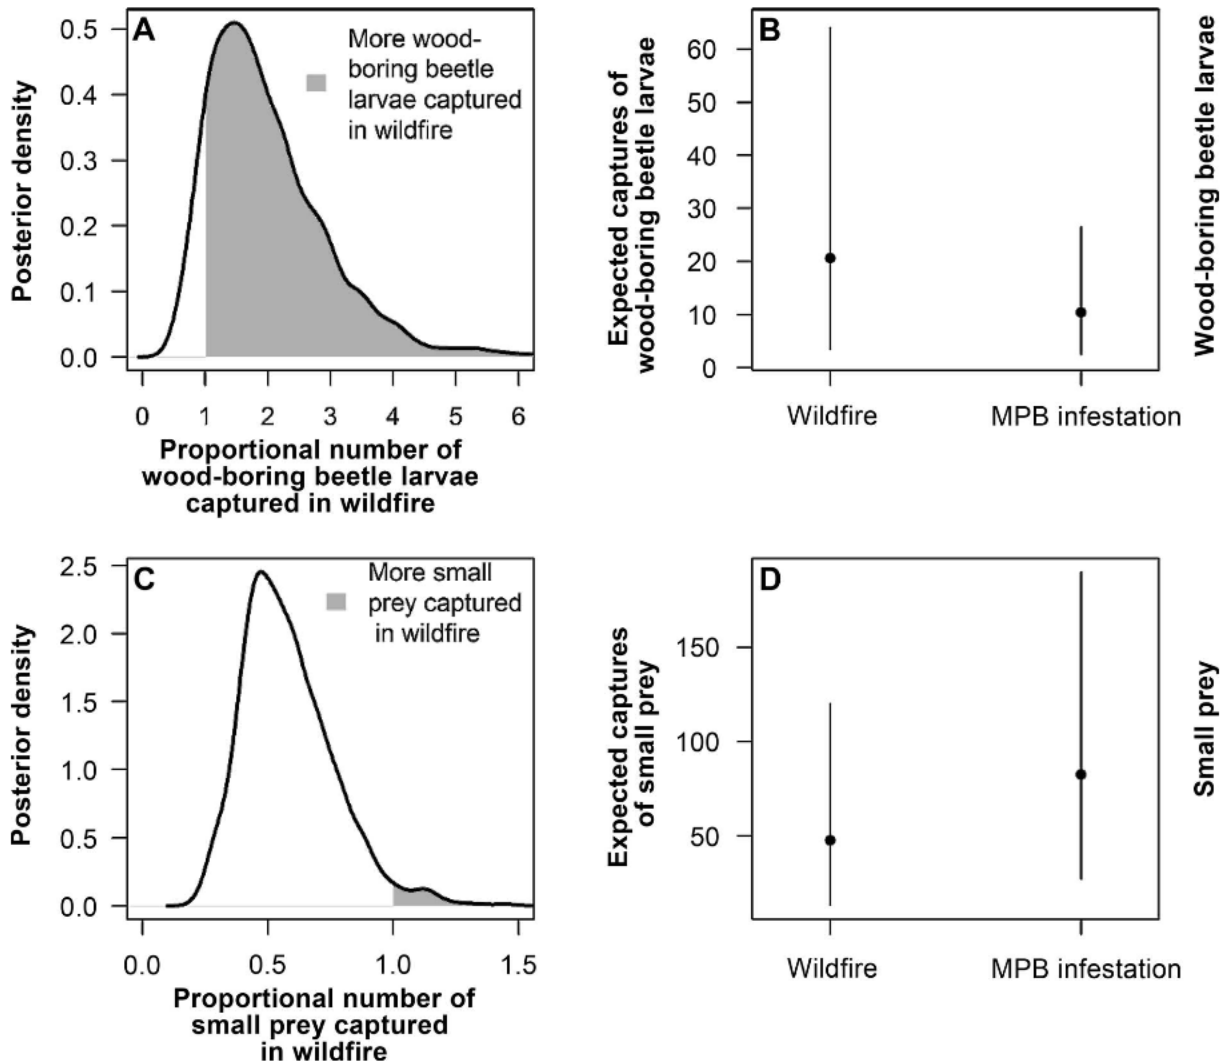 A
More wood-
boring beetle
larvae captured
in wildfire
Posterior density
0.5
0.4
0.3
0.2
0.1
0.0
0 1 2 3 4 5 6
Proportional number of
wood-boring beetle larvae
captured in wildfire
B
Expected captures of
wood-boring beetle larvae
60
50
40
30
20
10
0
Wildfire MPB infestation
Wood-boring beetle larvae
C
More small
prey captured
in wildfire
Posterior density
2.5
2.0
1.5
1.0
0.5
0.0
0.0 0.5 1.0 1.5
Proportional number of
small prey captured
in wildfire
D
Expected captures
of small prey
150
100
50
Wildfire MPB infestation
Small prey